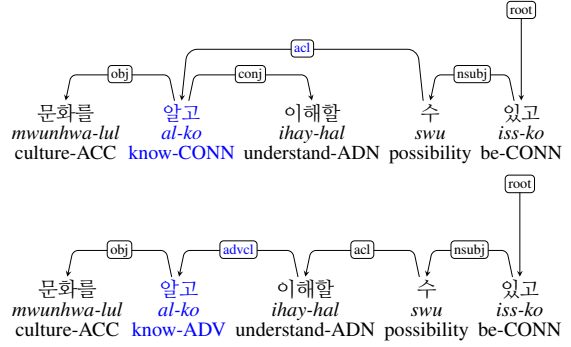 root
acl
obj conj nsubj
문화를 알고 이해할 수 있고
mwunhwa-lul al-ko ihay-hal swu iss-ko
culture-ACC know-CONN understand-ADN possibility be-CONN
root
obj advcl acl nsubj
문화를 알고 이해할 수 있고
mwunhwa-lul al-ko ihay-hal swu iss-ko
culture-ACC know-ADV understand-ADN possibility be-CONN